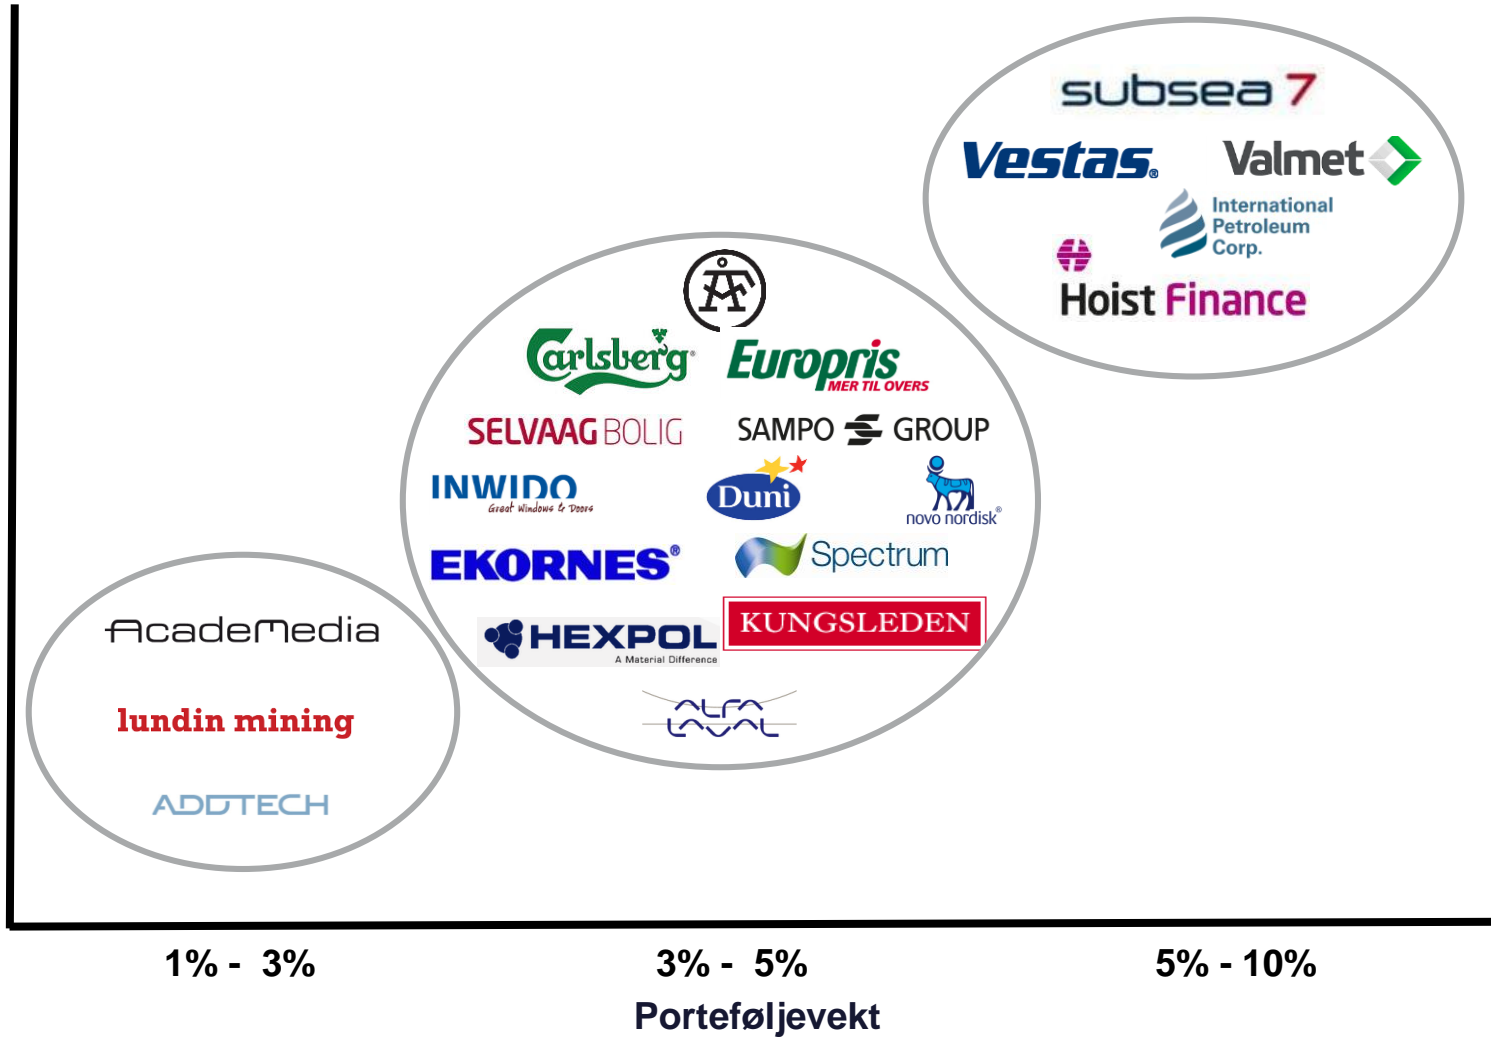 subsea 7
Vestas®
Valmet
International
Petroleum
Corp.
Hoist Finance
ÅF
Carlsberg®
Europris
MER TIL OVERS
SELVAAG BOLIG
SAMPO GROUP
INWIDO
Great Windows & Doors
Duni
novo nordisk®
EKORNES®
Spectrum
HEXPOL
A Material Difference
KUNGSLEDEN
ALFA
LAVAL
AcadeMedia
lundin mining
ADDTECH
1% - 3%
3% - 5%
5% - 10%
Porteføljevekt